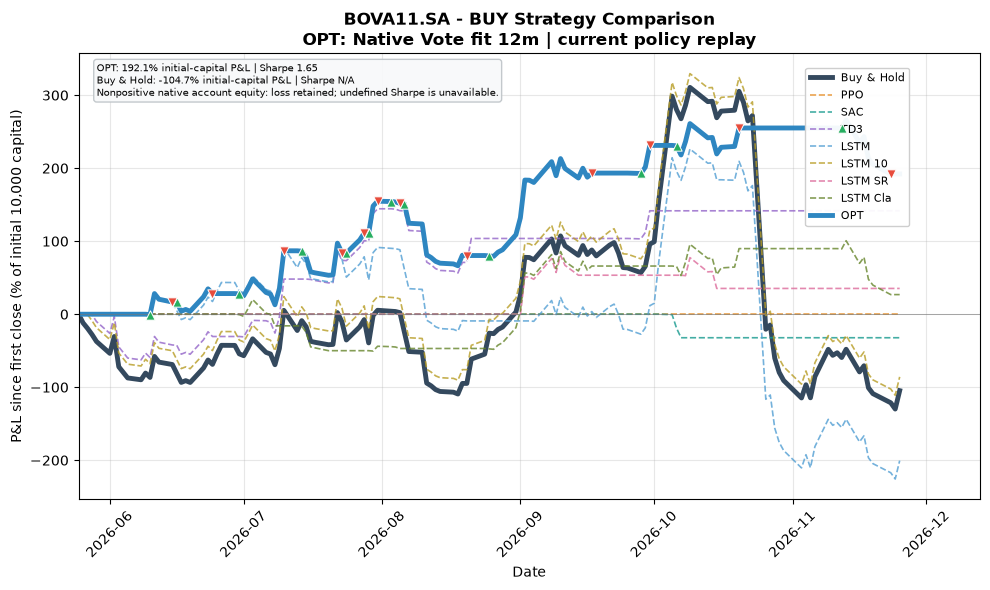 BOVA11.SA - BUY Strategy Comparison
OPT: Native Vote fit 12m | current policy replay
OPT: 192.1% initial-capital P&L | Sharpe 1.65
Buy & Hold: -104.7% initial-capital P&L | Sharpe N/A
Nonpositive native account equity: loss retained; undefined Sharpe is unavailable.
Buy & Hold
PPO
SAC
TD3
LSTM
LSTM 10
LSTM SR
LSTM Cla
OPT
P&L since first close (% of initial 10,000 capital)
300
200
100
0
−100
−200
2026-06
2026-07
2026-08
2026-09
2026-10
2026-11
2026-12
Date